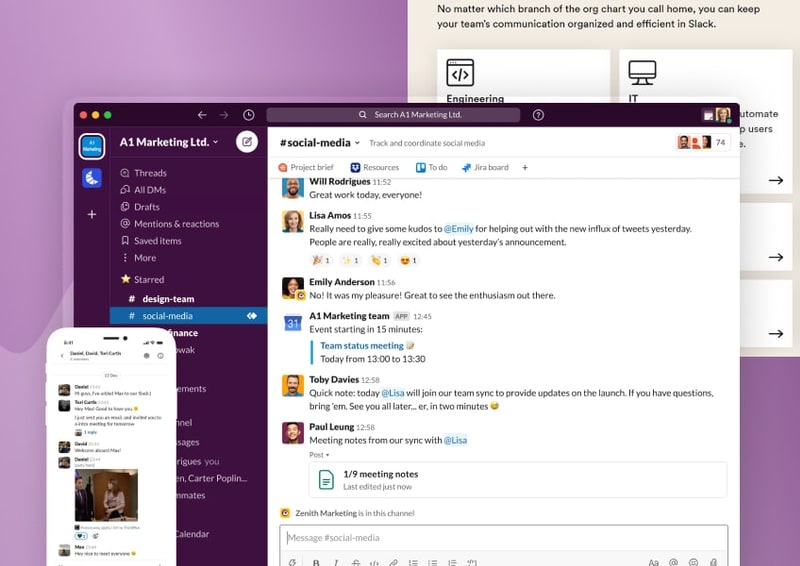 No matter which branch of the org chart you call home, you can keep
your team's communication organized and efficient in Slack.
Engineering
IT
utomate
p users
e.
Search A1 Marketing Ltd.
A1 Marketing
A1 Marketing Ltd.
Threads
All DMs
Drafts
Mentions & reactions
Saved items
More
Starred
# design-team
# social-media
finance
owak
ements
nnel
ssages
rigues you
en, Carter Poplin...
mmates
Calendar
#social-media
Track and coordinate social media
74
Project brief
Resources
To do
Jira board
+
Will Rodrigues 11:52
Great work today, everyone!
Lisa Amos 11:55
Really need to give some kudos to @Emily for helping out with the new influx of tweets yesterday.
People are really, really excited about yesterday's announcement.
1 1 1 1
Emily Anderson 11:56
No! It was my pleasure! Great to see the enthusiasm out there.
31
A1 Marketing team APP 12:45
Event starting in 15 minutes:
Team status meeting
Today from 13:00 to 13:30
Toby Davies 12:58
Quick note: today @Lisa will join our team sync to provide updates on the launch. If you have questions,
bring 'em. See you all later... er, in two minutes
Paul Leung 12:58
Meeting notes from our sync with @Lisa
Post
1/9 meeting notes
Last edited just now
Zenith Marketing is in this channel
Message #social-media
B I S Aa @
Daniel, David, Tori Curtis
Daniel
Hi guys, I've added Max to our Slack:)
Tori Curtis
Hey Max! Good to have you
I just send you an email, and invited you to
a intro meeting for tomorrow
1 reply
David
Welcome aboard Max!
Daniel
Max
Hey nice to meet everyone